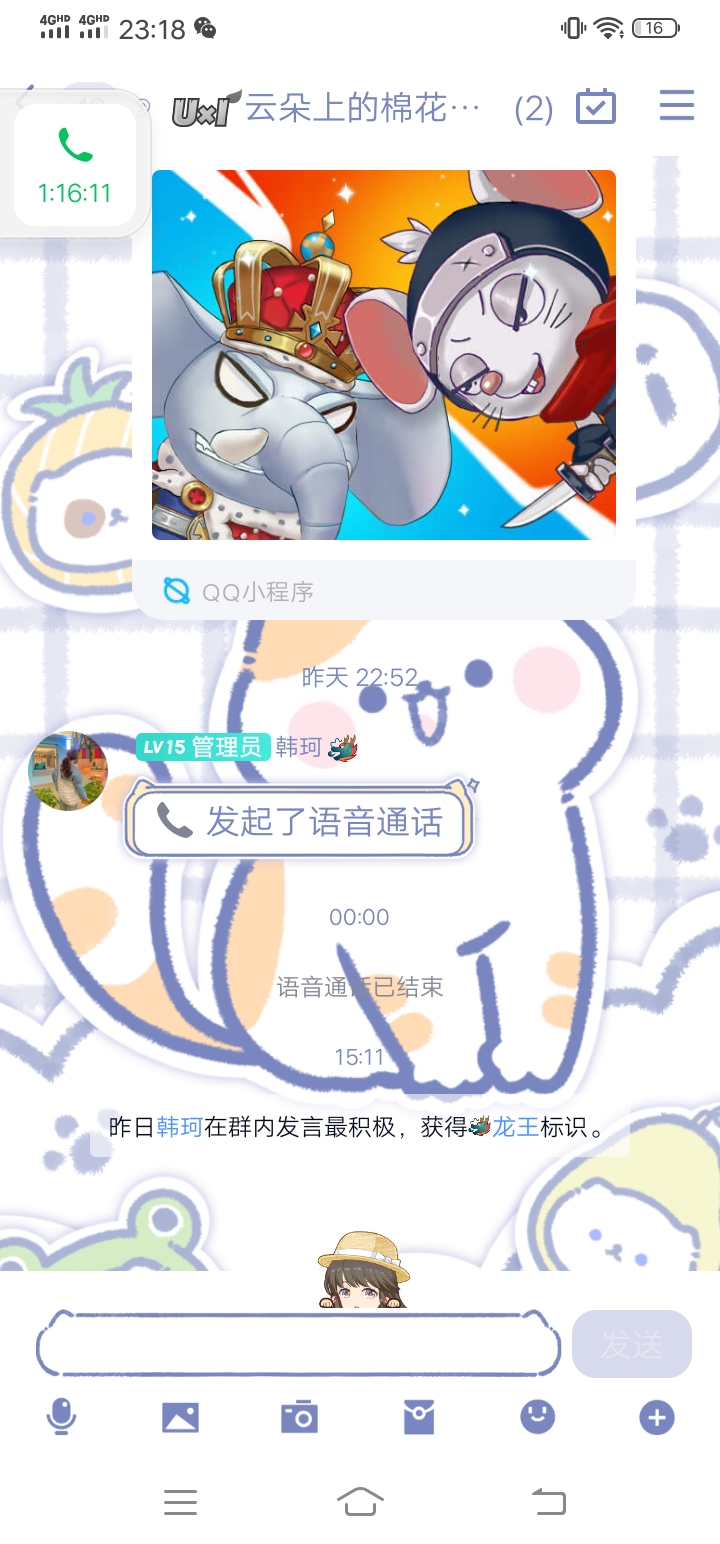 4GHD 4GHD 23:18 16
UxI 云朵上的棉花… (2)
1:16:11
QQ小程序
昨天 22:52
LV15 管理员 韩珂
发起了语音通话
00:00
语音通话已结束
15:11
昨日韩珂在群内发言最积极，获得龙王标识。
发送